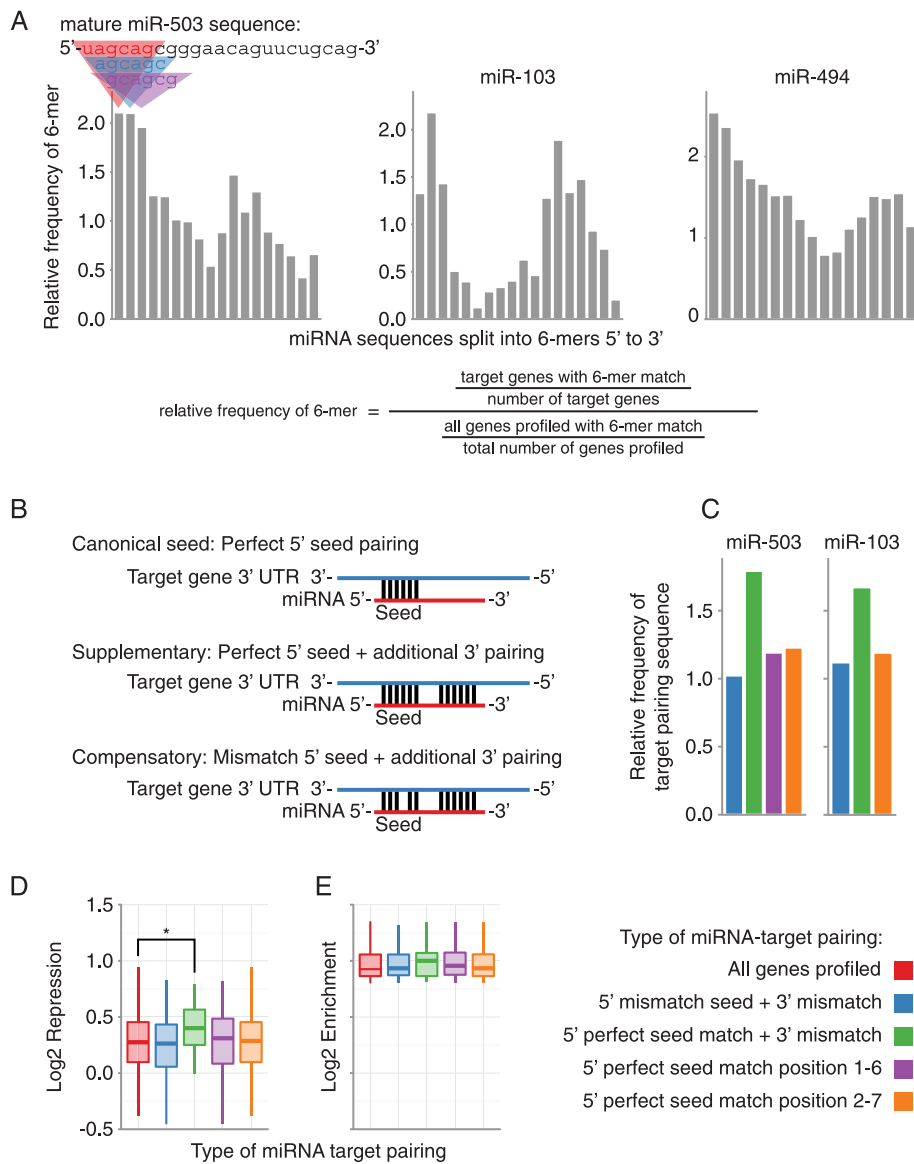 A
mature miR-503 sequence:
5'-uagcagcgggaacaguucugcag-3'
agcagc
gcagcg
miR-103
miR-494
Relative frequency of 6-mer
2.0
1.5
1.0
0.5
0.0
2.0
1.5
1.0
0.5
0.0
2
1
0
miRNA sequences split into 6-mers 5' to 3'
relative frequency of 6-mer =
target genes with 6-mer match
number of target genes
all genes profiled with 6-mer match
total number of genes profiled
B
Canonical seed: Perfect 5' seed pairing
Target gene 3' UTR 3'- -5'
miRNA 5'- -3'
Seed
Supplementary: Perfect 5' seed + additional 3' pairing
Target gene 3' UTR 3'- -5'
miRNA 5'- -3'
Seed
Compensatory: Mismatch 5' seed + additional 3' pairing
Target gene 3' UTR 3'- -5'
miRNA 5'- -3'
Seed
C
miR-503
miR-103
Relative frequency of
target pairing sequence
1.5
1.0
0.5
0.0
D
Log2 Repression
1.5
1.0
0.5
0.0
-0.5
*
E
Log2 Enrichment
Type of miRNA target pairing
Type of miRNA-target pairing:
All genes profiled
5' mismatch seed + 3' mismatch
5' perfect seed match + 3' mismatch
5' perfect seed match position 1-6
5' perfect seed match position 2-7